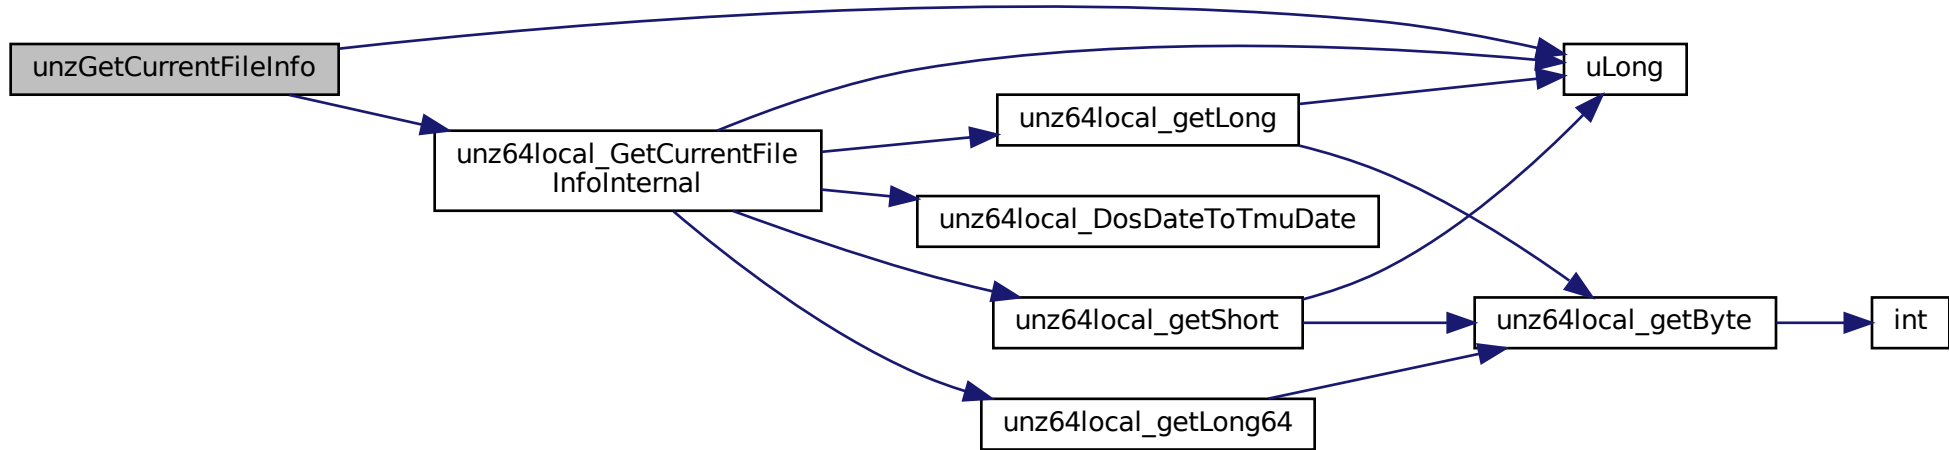 unzGetCurrentFileInfo
uLong
unz64local_getLong
unz64local_GetCurrentFile
InfoInternal
unz64local_DosDateToTmuDate
unz64local_getShort
unz64local_getByte
int
unz64local_getLong64